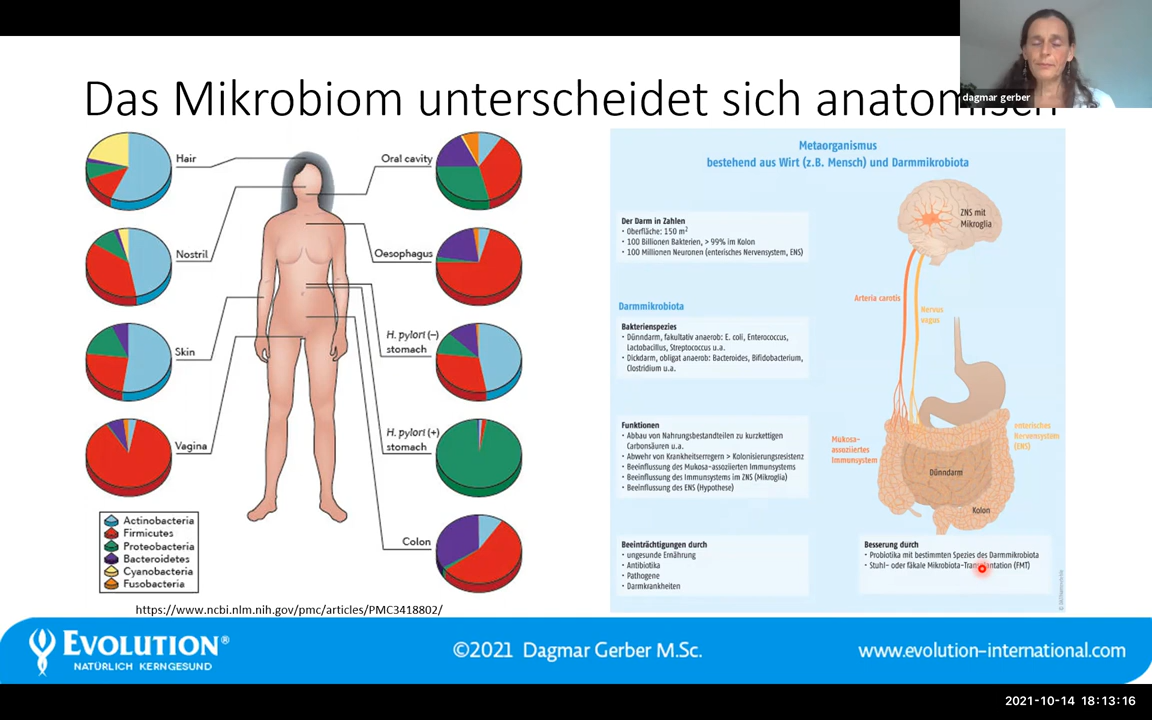 dagmar gerber
Das Mikrobiom unterscheidet sich anatomisch
Hair
Nostril
Skin
Vagina
Oral cavity
Oesophagus
H. pylori (–)
stomach
H. pylori (+)
stomach
Colon
Actinobacteria
Firmicutes
Proteobacteria
Bacteroidetes
Cyanobacteria
Fusobacteria
https://www.ncbi.nlm.nih.gov/pmc/articles/PMC3418802/
Metaorganismus
bestehend aus Wirt (z.B. Mensch) und Darmmikrobiota
Der Darm in Zahlen
• Oberfläche: 150 m²
• 100 Billionen Bakterien, > 99% im Kolon
• 100 Millionen Neuronen (enterisches Nervensystem, ENS)
Darmmikrobiota
Bakterienspezies
• Dünndarm, fakultativ anaerob: E. coli, Enterococcus,
Lactobacillus, Streptococcus u.a.
• Dickdarm, obligat anaerob: Bacteroides, Bifidobacterium,
Clostridium u.a.
Funktionen
• Abbau von Nahrungsbestandteilen zu kurzkettigen
Carbonsäuren u.a.
• Abwehr von Krankheitserregern > Kolonisierungsresistenz
• Beeinflussung des Mukosa-assoziierten Immunsystems
• Beeinflussung des Immunsystems im ZNS (Mikroglia)
• Beeinflussung des ENS (Hypothese)
Beeinträchtigungen durch
• ungesunde Ernährung
• Antibiotika
• Pathogene
• Darmkrankheiten
ZNS mit
Mikroglia
Arteria carotis
Nervus
vagus
Mukosa-
assoziiertes
Immunsystem
enterisches
Nervensystem
(ENS)
Dünndarm
Kolon
Besserung durch
• Probiotika mit bestimmten Spezies des Darmmikrobiota
• Stuhl- oder fäkale Mikrobiota-Transplantation (FMT)
EVOLUTION®
NATÜRLICH KERNGESUND
©2021 Dagmar Gerber M.Sc.
www.evolution-international.com
2021-10-14 18:13:16